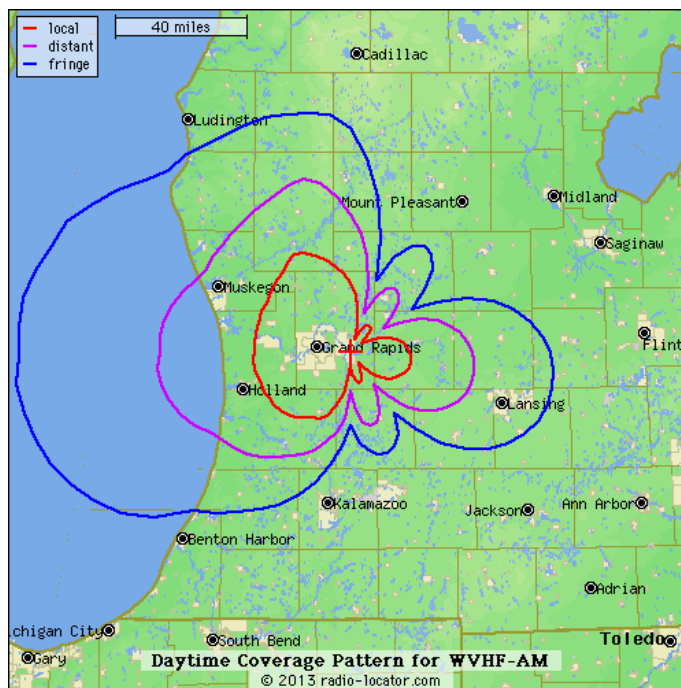 local
distant
fringe
40 miles
Cadillac
Ludington
Mount Pleasant
Midland
Saginaw
Muskegon
Grand Rapids
Flint
Holland
Lansing
Kalamazoo
Jackson
Ann Arbor
Benton Harbor
Adrian
chigan City
South Bend
Toledo
Gary
Daytime Coverage Pattern for WVHF-AM
© 2013 radio-locator.com